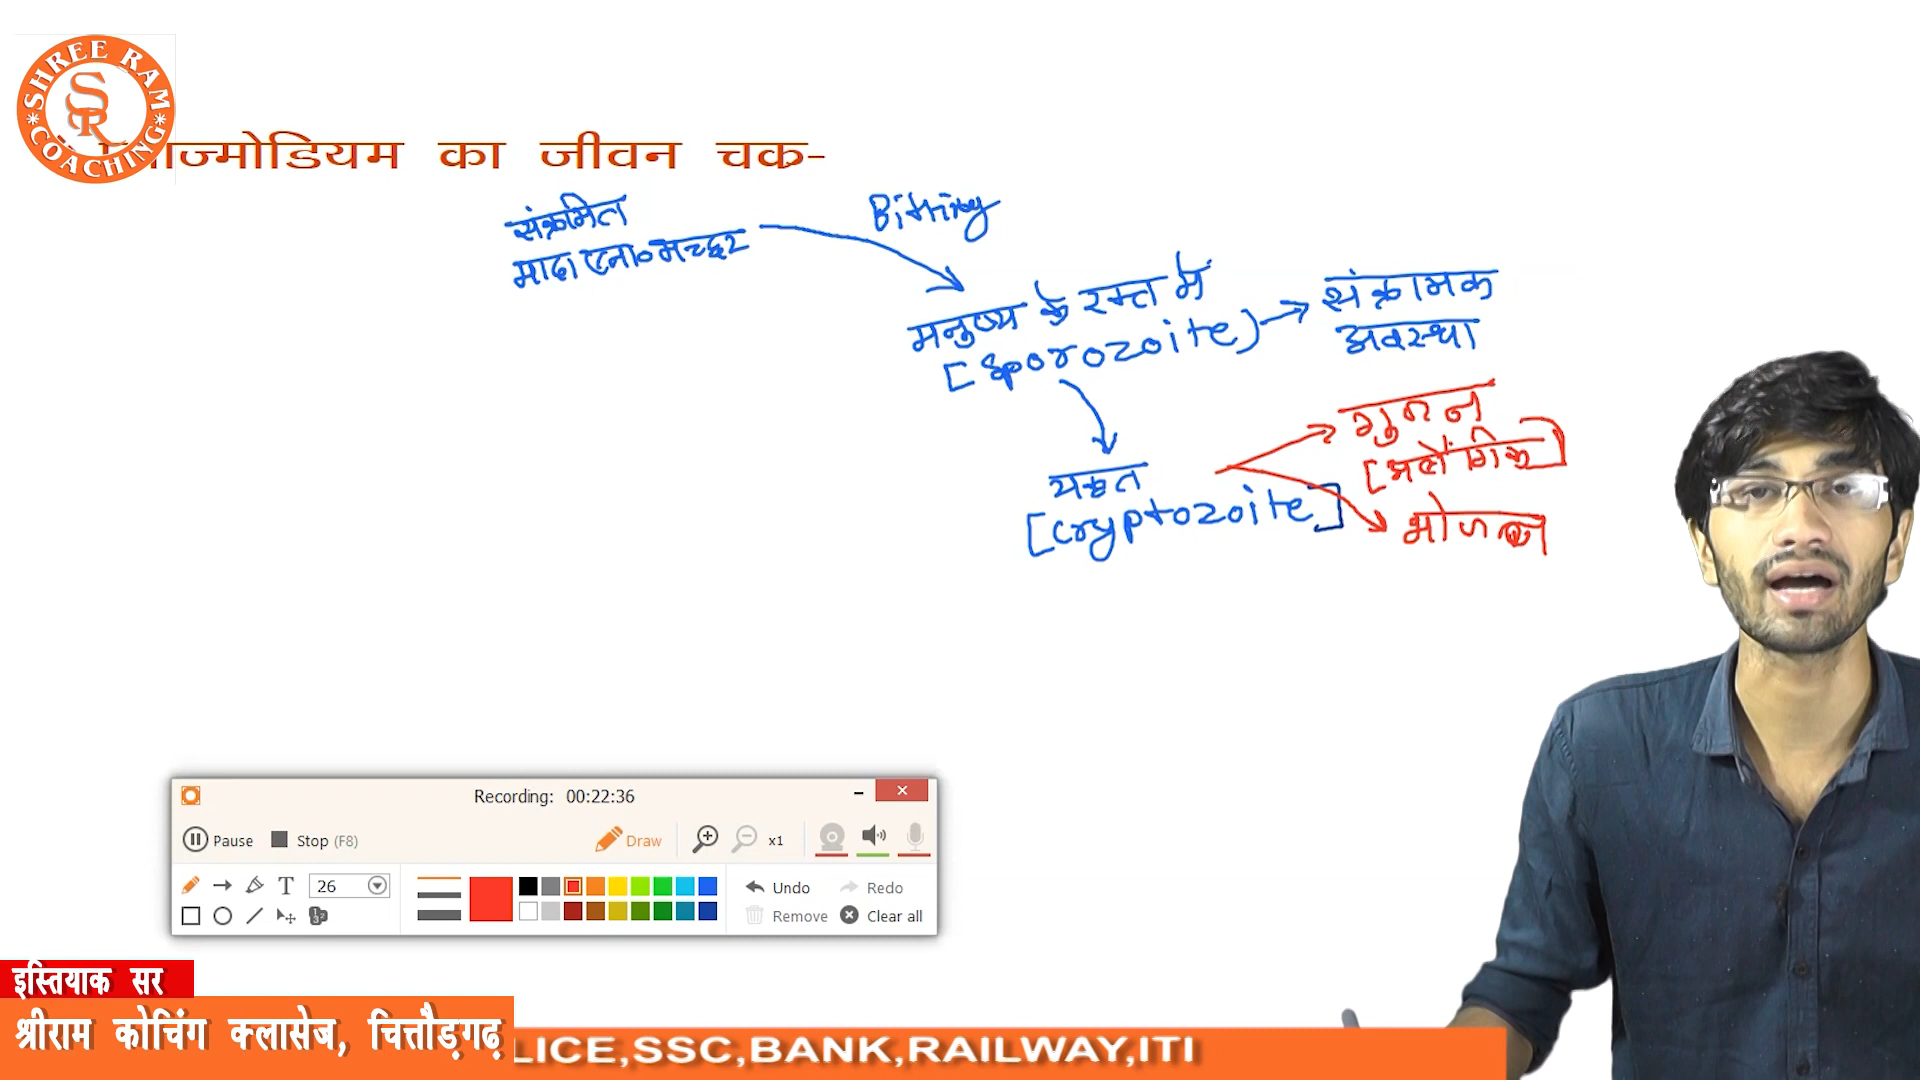 SHREE RAM
SR
COACHING
ाज्मोडियम का जीवन चक-
संक्रमित
मादा एना॰मच्छर
Bitting
मनुष्य के रक्त में
[Sporozoite)
संक्रामक
अवस्था
यकृत
[Cryptozoite]
गुणन
[अलैंगिक]
भोजन
Recording: 00:22:36
Pause
Stop (F8)
Draw
x1
T
26
Undo
Redo
Remove
Clear all
इस्तियाक सर
श्रीराम कोचिंग क्लासेज, चित्तौड़गढ़
LICE,SSC,BANK,RAILWAY,ITI